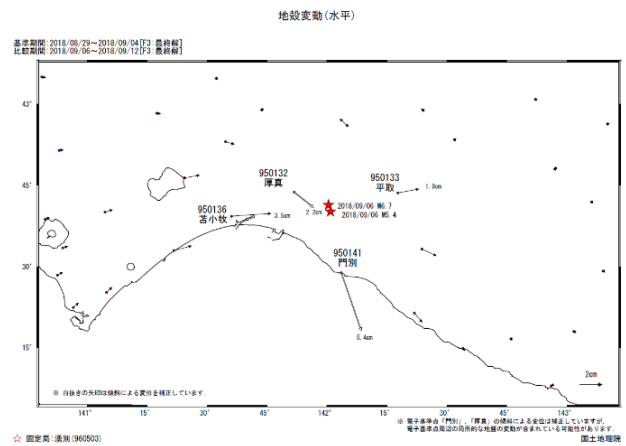 地殻変動(水平)
基準期間:2018/08/29～2018/09/04[F3:最終解]
比較期間:2018/09/06～2018/09/12[F3:最終解]
43°
950132
厚真
950133
平取
45'
1.9cm
2.2cm
2018/09/06 M6.7
950136
苫小牧
3.5cm
2018/09/06 M5.4
950141
門別
30'
5.4cm
15'
2cm
※ 白抜きの矢印は傾斜による変位を補正しています.
141° 15' 30' 45' 142° 15' 30' 45' 143° 15'
※ 電子基準点「門別」,「厚真」の傾斜による変位は補正していますが,
電子基準点周辺の局所的な地盤の変動が含まれている可能性があります.
☆ 固定局:湧別(960503)
国土地理院